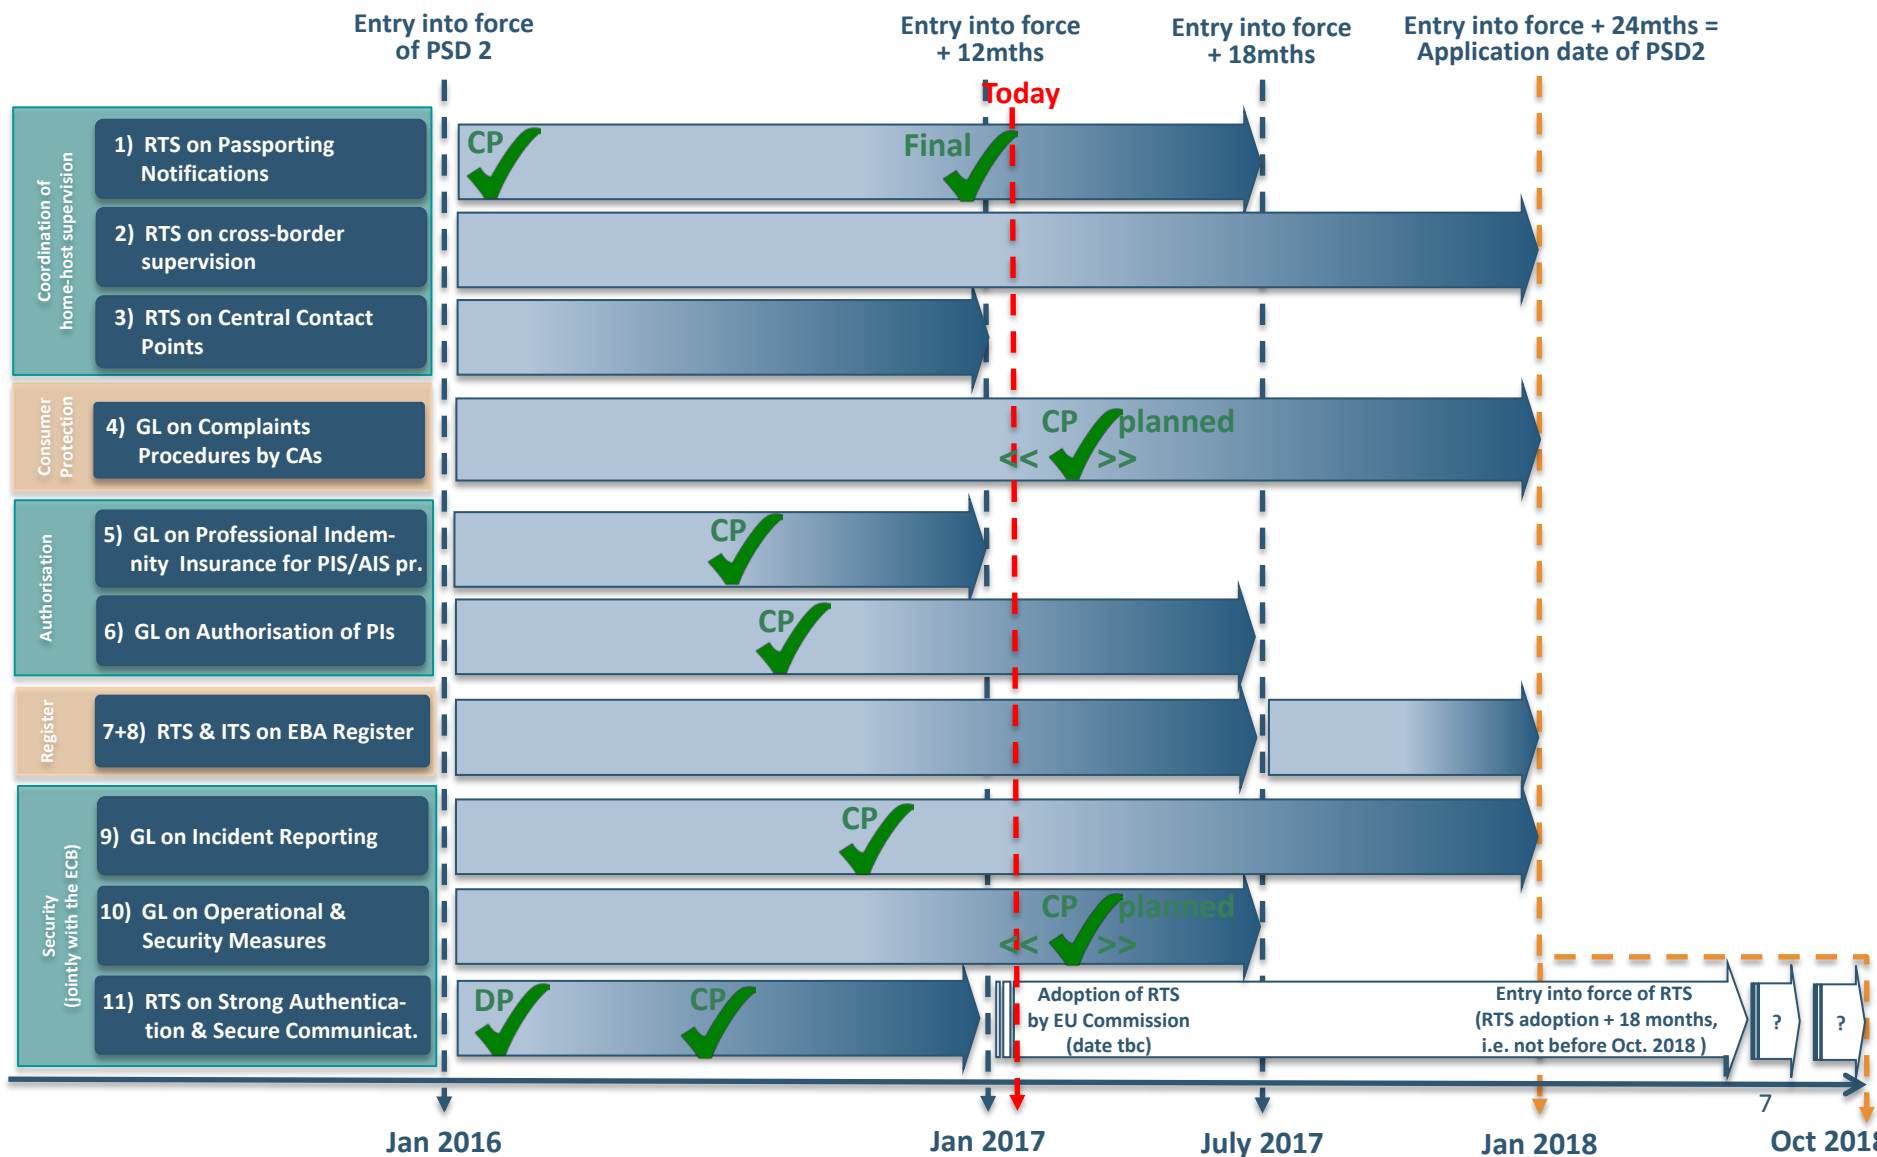 Entry into force
of PSD 2
Entry into force
+ 12mths
Entry into force
+ 18mths
Entry into force + 24mths =
Application date of PSD2
Today
Coordination of
home-host supervision
1) RTS on Passporting
Notifications
CP
Final
2) RTS on cross-border
supervision
3) RTS on Central Contact
Points
Consumer
Protection
4) GL on Complaints
Procedures by CAs
CP planned
<< >>
Authorisation
5) GL on Professional Indem-
nity Insurance for PIS/AIS pr.
CP
6) GL on Authorisation of PIs
CP
Register
7+8) RTS & ITS on EBA Register
Security
(jointly with the ECB)
9) GL on Incident Reporting
CP
10) GL on Operational &
Security Measures
CP planned
<< >>
11) RTS on Strong Authentica-
tion & Secure Communicat.
DP
CP
Adoption of RTS
by EU Commission
(date tbc)
Entry into force of RTS
(RTS adoption + 18 months,
i.e. not before Oct. 2018 )
?
?
7
Jan 2016
Jan 2017
July 2017
Jan 2018
Oct 2018